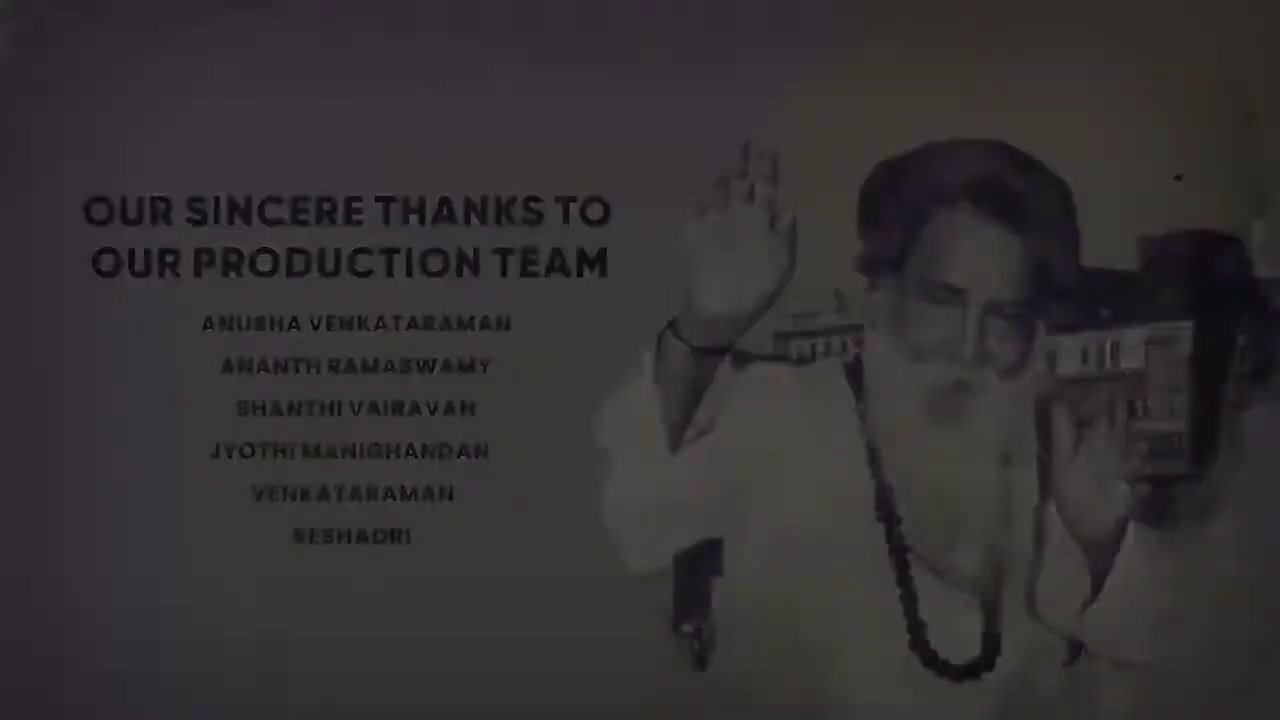 OUR SINCERE THANKS TO
OUR PRODUCTION TEAM
ANUSHA VENKATARAMAN
ANANTH RAMASWAMY
SHANTHI VAIRAVAN
JYOTHI MANIGHANDAN
VENKATARAMAN
SESHADRI